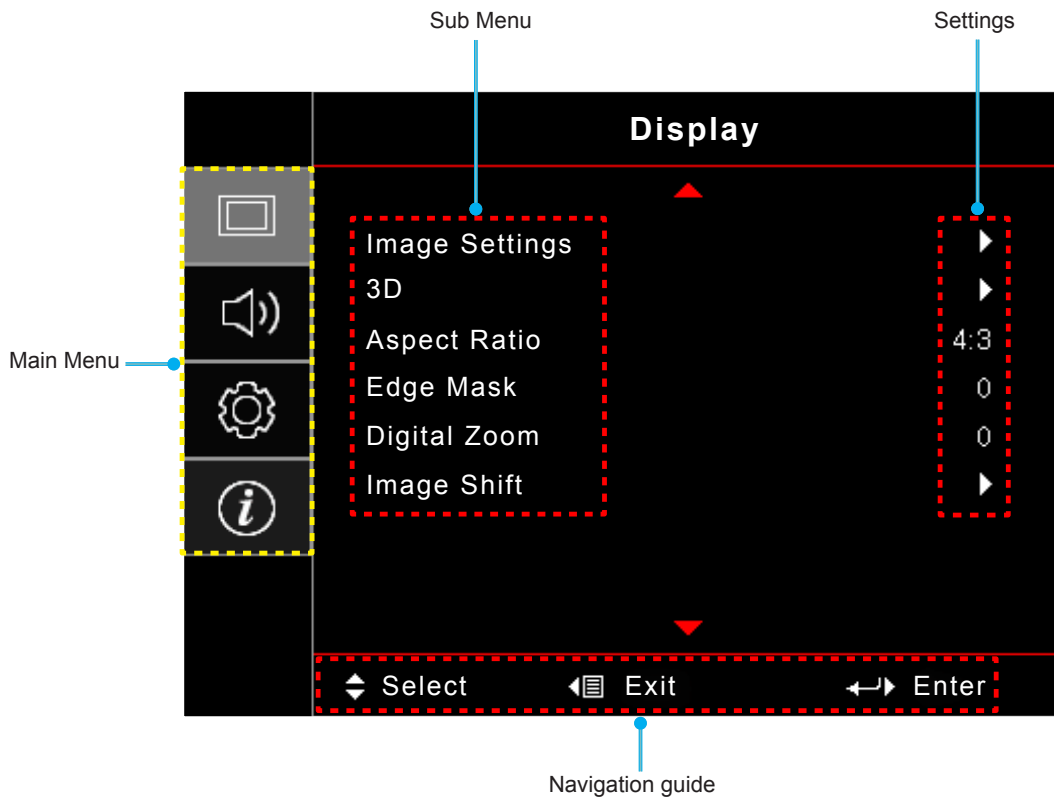 Sub Menu
Settings
Display
Image Settings
3D
Aspect Ratio 4:3
Edge Mask 0
Digital Zoom 0
Image Shift
Main Menu
i
Select Exit Enter
Navigation guide